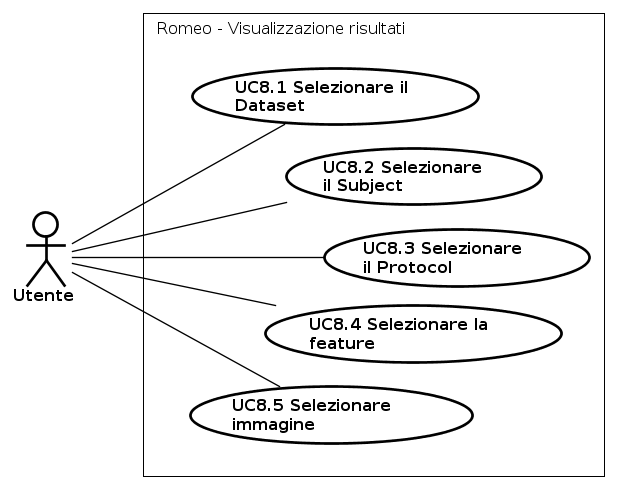 Romeo - Visualizzazione risultati
UC8.1 Selezionare il
Dataset
UC8.2 Selezionare
il Subject
UC8.3 Selezionare
il Protocol
Utente
UC8.4 Selezionare la
feature
UC8.5 Selezionare
immagine